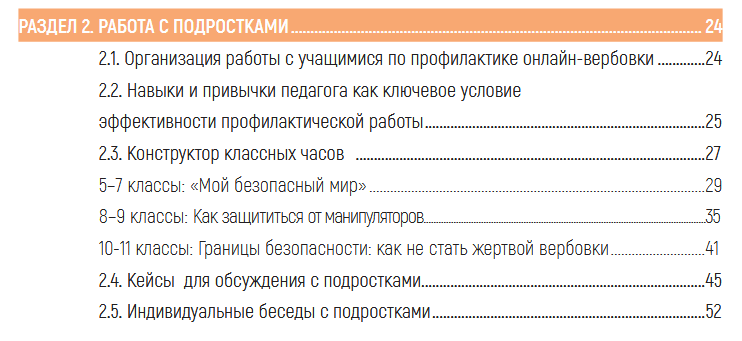 РАЗДЕЛ 2. РАБОТА С ПОДРОСТКАМИ........................................................................................ 24
2.1. Организация работы с учащимися по профилактике онлайн-вербовки ............24
2.2. Навыки и привычки педагога как ключевое условие
эффективности профилактической работы............................................................25
2.3. Конструктор классных часов ...........................................................................27
5–7 классы: «Мой безопасный мир» ........................................................................29
8–9 классы: Как защититься от манипуляторов............................................................35
10-11 классы: Границы безопасности: как не стать жертвой вербовки.......................41
2.4. Кейсы для обсуждения с подростками.............................................................45
2.5. Индивидуальные беседы с подростками...........................................................52